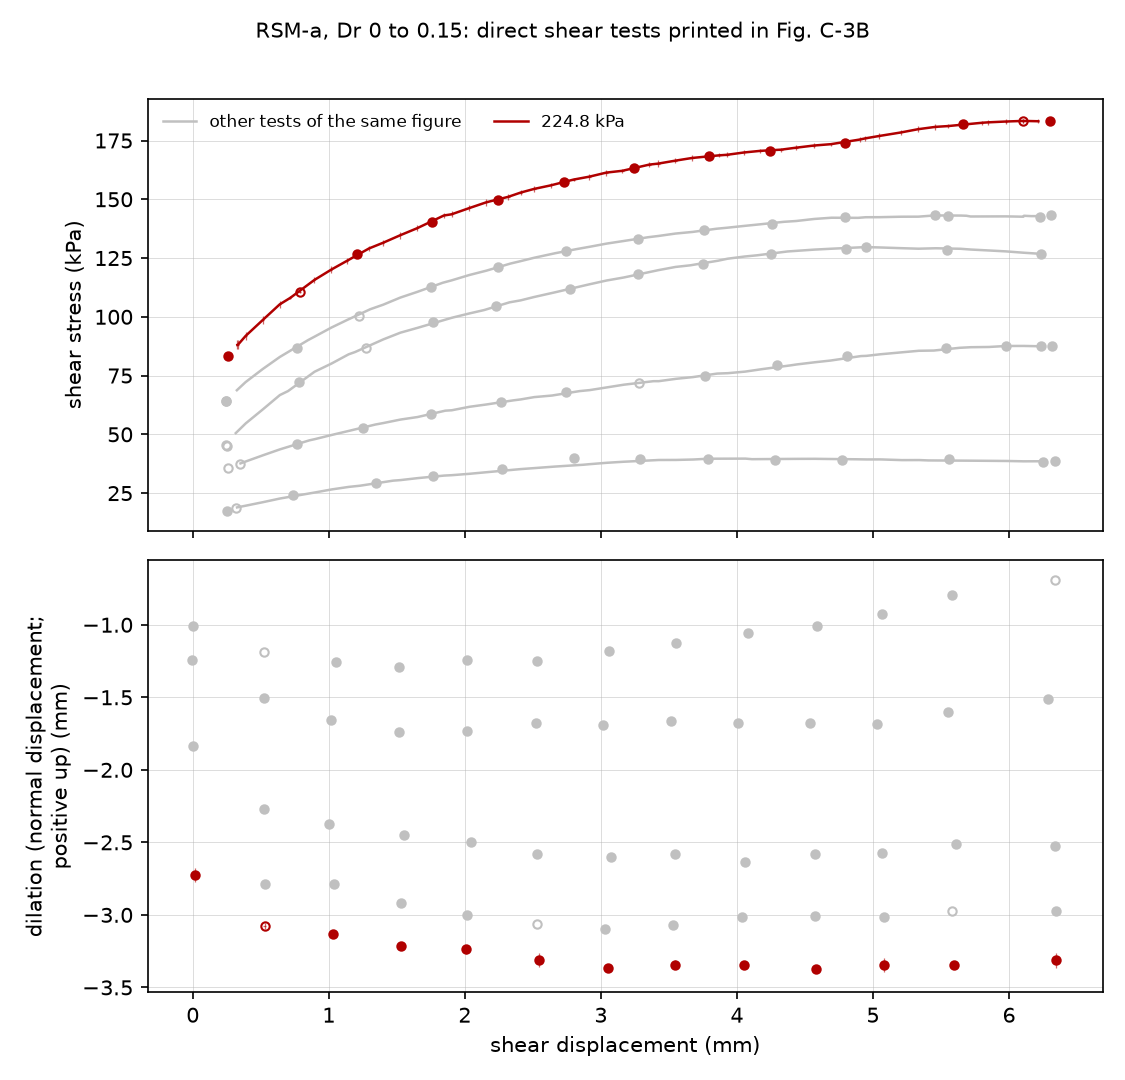 RSM-a, Dr 0 to 0.15: direct shear tests printed in Fig. C-3B
other tests of the same figure
224.8 kPa
shear stress (kPa)
175
150
125
100
75
50
25
dilation (normal displacement;
positive up) (mm)
−1.0
−1.5
−2.0
−2.5
−3.0
−3.5
0 1 2 3 4 5 6
shear displacement (mm)